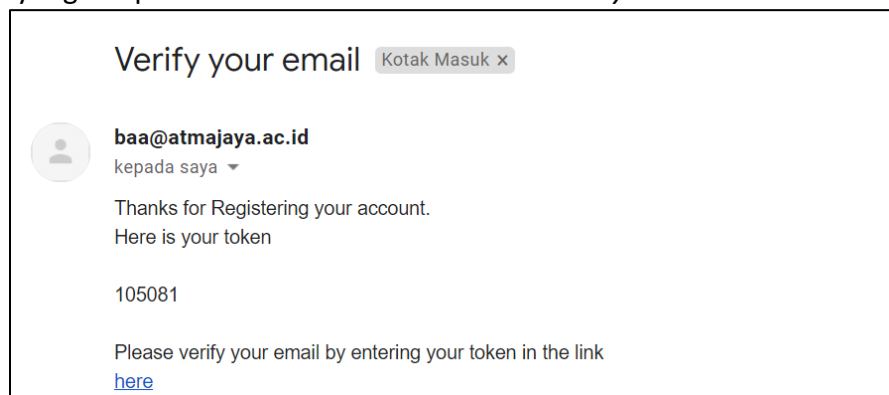 Verify your email Kotak Masuk x
baa@atmajaya.ac.id
kepada saya
Thanks for Registering your account.
Here is your token
105081
Please verify your email by entering your token in the link
here